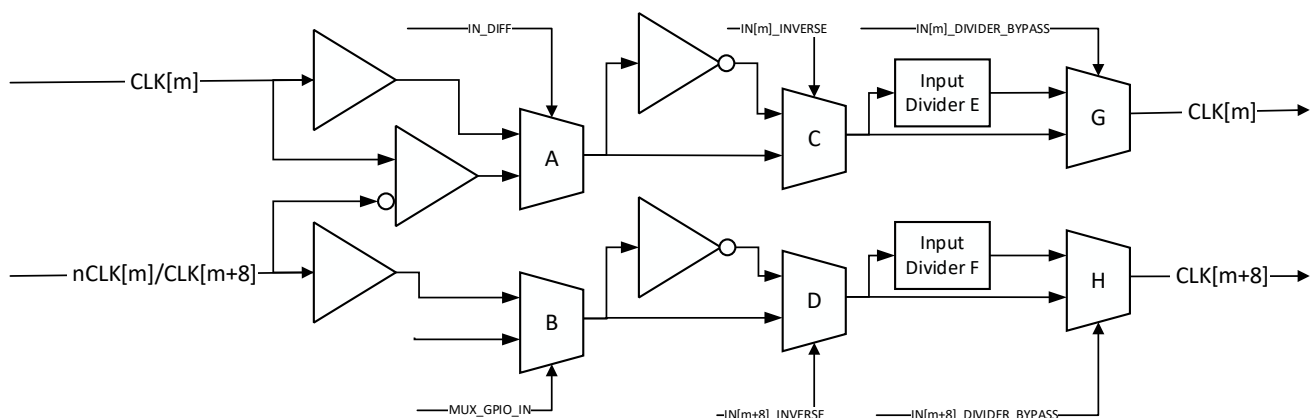 IN_DIFF
IN[m]_INVERSE
IN[m]_DIVIDER_BYPASS
CLK[m]
A
C
Input
Divider E
G
CLK[m]
nCLK[m]/CLK[m+8]
B
D
Input
Divider F
H
CLK[m+8]
MUX_GPIO_IN
IN[m+8]_INVERSE
IN[m+8]_DIVIDER_BYPASS